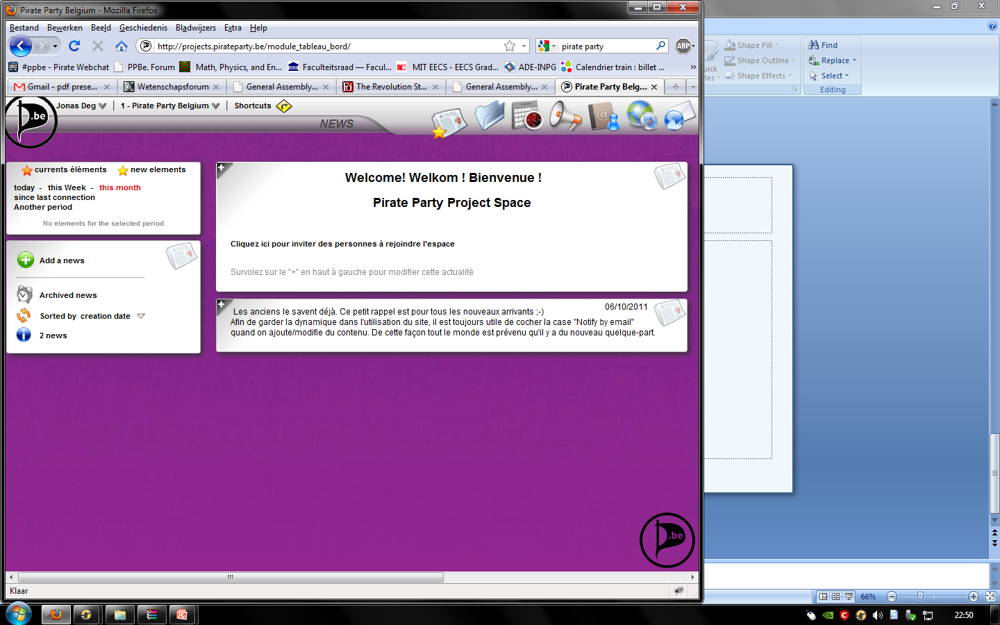 Pirate Party Belgium - Mozilla Firefox
Bestand Bewerken Beeld Geschiedenis Bladwijzers Extra Help
http://projects.pirateparty.be/module_tableau_bord/
pirate party
ABP
#ppbe - Pirate Webchat PPBe. Forum Math, Physics, and En... Faculteitsraad — Facul... MIT EECS - EECS Grad... ADE-INPG Calendrier train : billet ... »
Gmail - pdf prese... Wetenschapsforum General Assembly... The Revolution St... General Assembly... Pirate Party Belg...
.be Jonas Deg 1 - Pirate Party Belgium Shortcuts
NEWS
currents éléments new elements
today - this Week - this month
since last connection
Another period
No elements for the selected period
Add a news
Archived news
Sorted by creation date
2 news
Welcome! Welkom ! Bienvenue !
Pirate Party Project Space
Cliquez ici pour inviter des personnes à rejoindre l'espace
Survolez sur le "+" en haut à gauche pour modifier cette actualité
06/10/2011
Les anciens le savent déjà. Ce petit rappel est pour tous les nouveaux arrivants ;-)
Afin de garder la dynamique dans l'utilisation du site, il est toujours utile de cocher la case "Notify by email"
quand on ajoute/modifie du contenu. De cette façon tout le monde est prévenu qu'il y a du nouveau quelque-part.
.be
Klaar
Shape Fill
Shape Outline
Shape Effects
Find
Replace
Select
Editing
66%
22:50